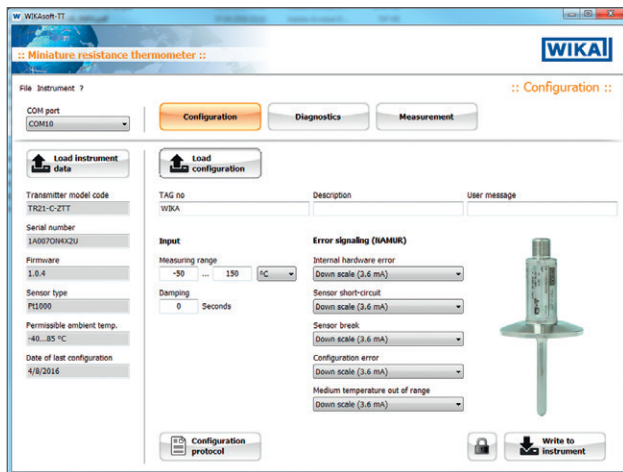 WIKAsoft-TT
:: Miniature resistance thermometer ::
WIKA
File Instrument ?
:: Configuration ::
COM port
COM10
Configuration
Diagnostics
Measurement
Load instrument
data
Load
configuration
Transmitter model code
TR21-C-ZTT
Serial number
1A007ON4X2U
Firmware
1.0.4
Sensor type
Pt1000
Permissible ambient temp.
-40...85 °C
Date of last configuration
4/8/2016
TAG no
WIKA
Description
User message
Input
Measuring range
-50 ... 150 °C
Damping
0 Seconds
Error signaling (NAMUR)
Internal hardware error
Down scale (3.6 mA)
Sensor short-circuit
Down scale (3.6 mA)
Sensor break
Down scale (3.6 mA)
Configuration error
Down scale (3.6 mA)
Medium temperature out of range
Down scale (3.6 mA)
Configuration
protocol
Write to
instrument